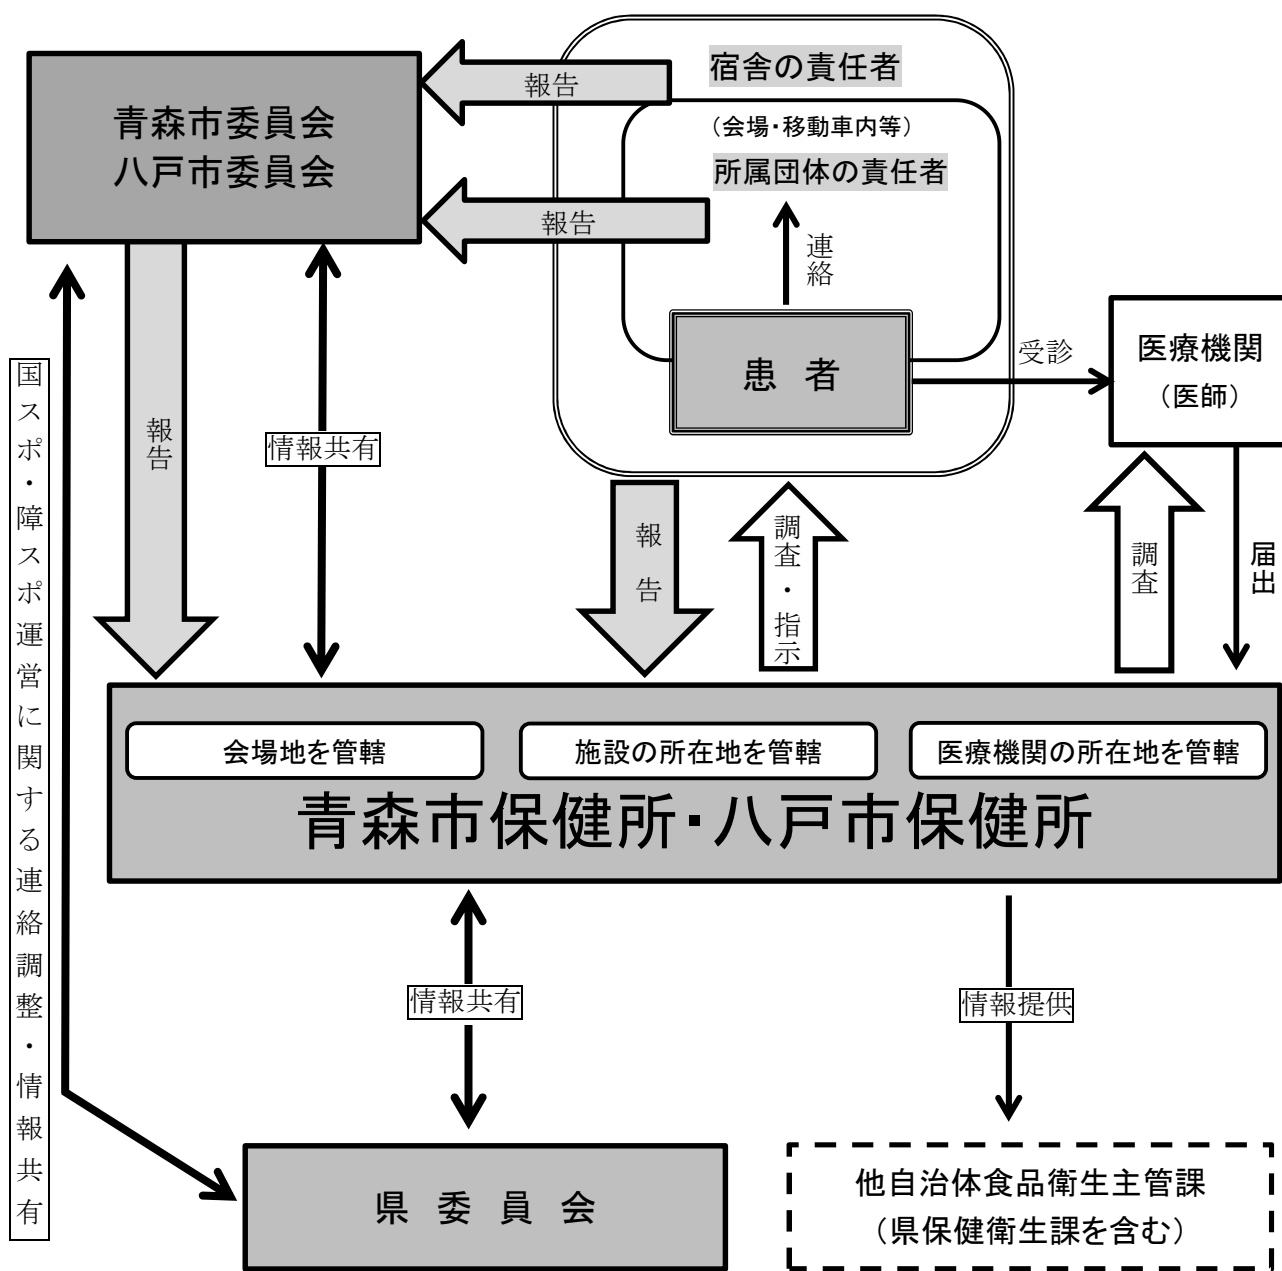 宿舎の責任者
報告
青森市委員会
八戸市委員会
(会場・移動車内等)
所属団体の責任者
報告
連絡
医療機関
(医師)
受診
患 者
国スポ・障スポ運営に関する連絡調整・情報共有
報告
情報共有
報 告
調査・指示
調査
届出
会場地を管轄
施設の所在地を管轄
医療機関の所在地を管轄
青森市保健所・八戸市保健所
情報共有
情報提供
県 委 員 会
他自治体食品衛生主管課
(県保健衛生課を含む)